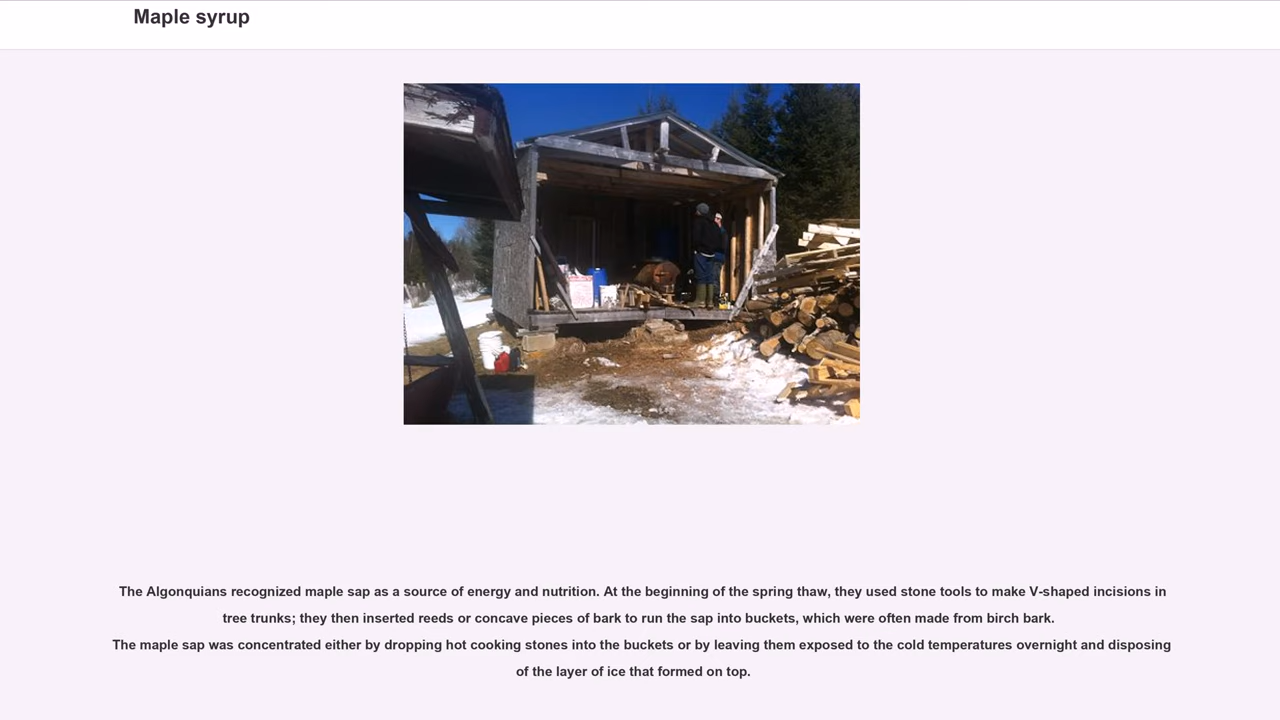 Maple syrup
The Algonquians recognized maple sap as a source of energy and nutrition. At the beginning of the spring thaw, they used stone tools to make V-shaped incisions in
tree trunks; they then inserted reeds or concave pieces of bark to run the sap into buckets, which were often made from birch bark.
The maple sap was concentrated either by dropping hot cooking stones into the buckets or by leaving them exposed to the cold temperatures overnight and disposing
of the layer of ice that formed on top.